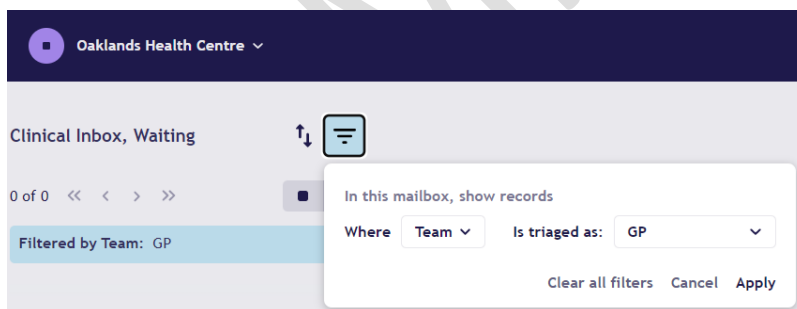 Oaklands Health Centre
Clinical Inbox, Waiting
0 of 0
In this mailbox, show records
Where Team Is triaged as: GP
Filtered by Team: GP
Clear all filters Cancel Apply